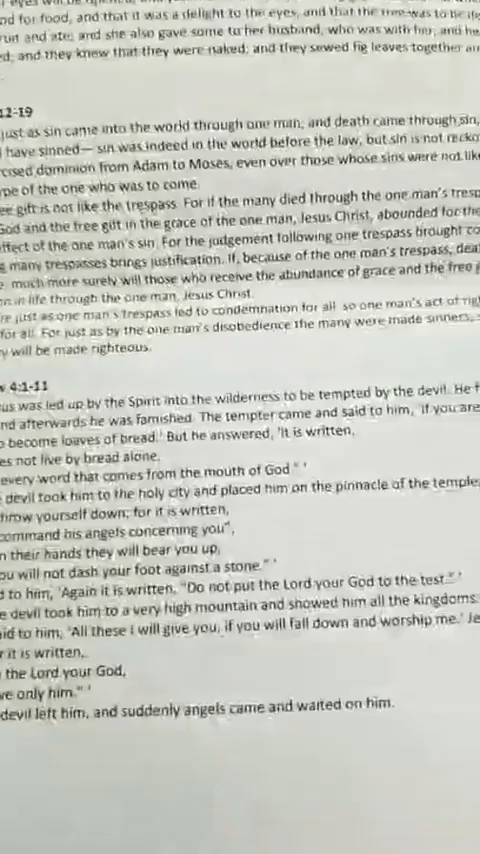 nd for food, and that it was a delight to the eyes, and that the tree was to be
ruit and ate; and she also gave some to her husband, who was with her, and he
ed, and they knew that they were naked; and they sewed fig leaves together
12-19
just as sin came into the world through one man, and death came through sin,
have sinned— sin was indeed in the world before the law, but sin is not recko
cised dominion from Adam to Moses, even over those whose sins were not like
pe of the one who was to come.
ee gift is not like the trespass. For if the many died through the one man's tresp
God and the free gift in the grace of the one man, Jesus Christ, abounded for the
ffect of the one man's sin. For the judgement following one trespass brought co
g many trespasses brings justification. If, because of the one man's trespass, dea
much more surely will those who receive the abundance of grace and the free
on in life through the one man, Jesus Christ.
re just as one man's trespass led to condemnation for all, so one man's act of rig
for all. For just as by the one man's disobedience the many were made sinners,
y will be made righteous.
w 4:1-11
us was led up by the Spirit into the wilderness to be tempted by the devil. He f
nd afterwards he was famished. The tempter came and said to him, 'If you are
o become loaves of bread.' But he answered, 'It is written,
es not live by bread alone,
every word that comes from the mouth of God." '
devil took him to the holy city and placed him on the pinnacle of the temple,
hrow yourself down; for it is written,
command his angels concerning you",
n their hands they will bear you up,
ou will not dash your foot against a stone." '
d to him, 'Again it is written, "Do not put the Lord your God to the test." '
e devil took him to a very high mountain and showed him all the kingdoms
aid to him, 'All these I will give you, if you will fall down and worship me.' Je
r it is written,
the Lord your God,
ve only him." '
devil left him, and suddenly angels came and waited on him.